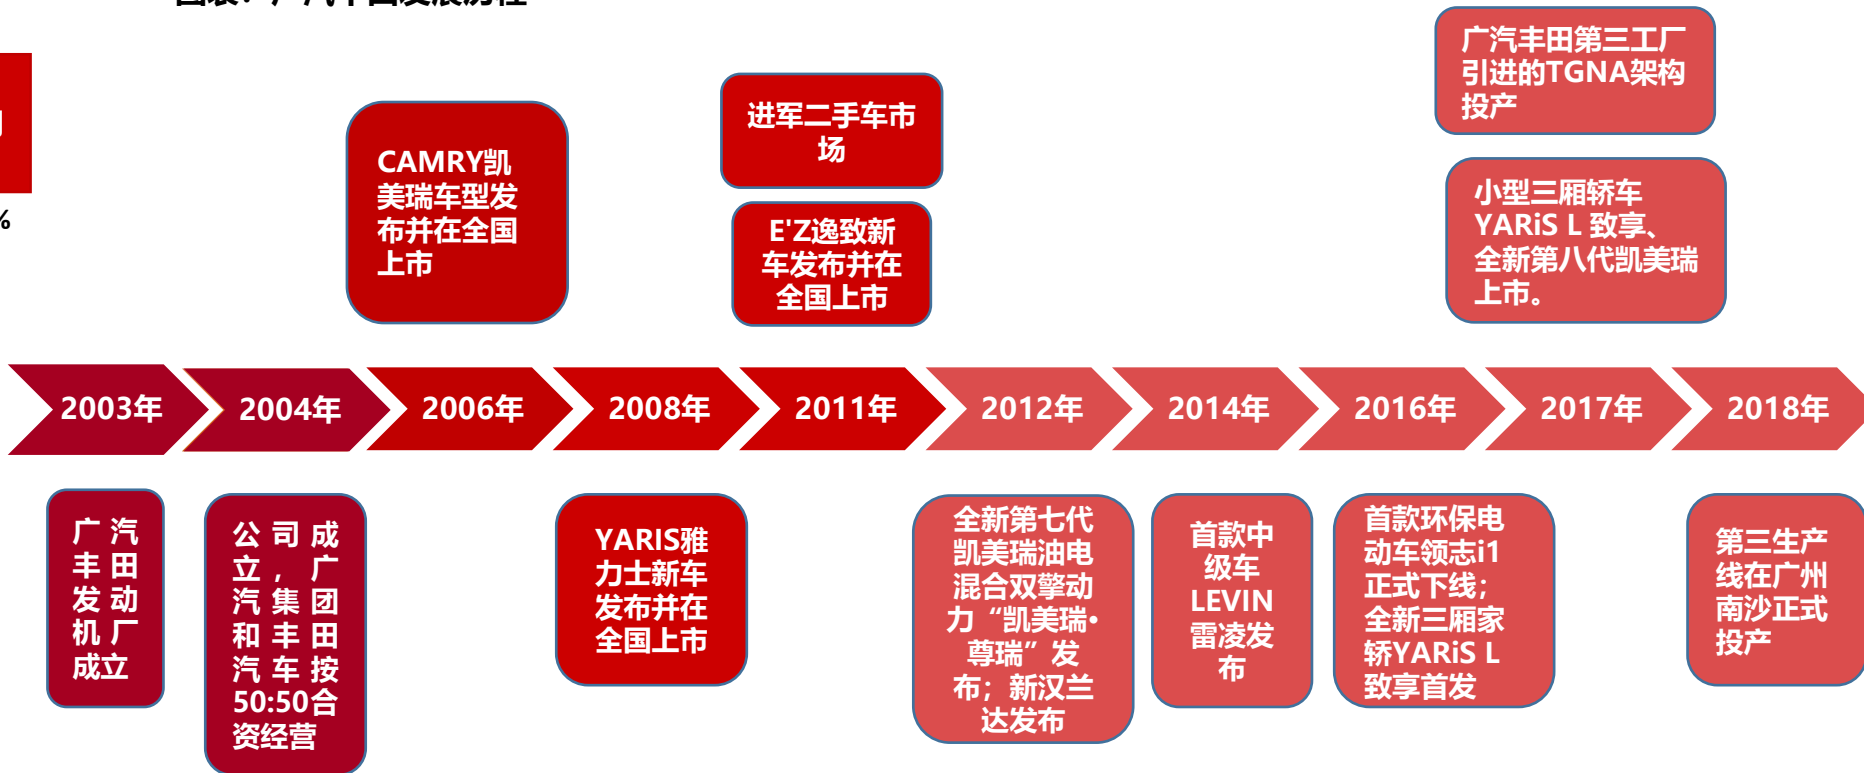 图表：广汽丰田发展历程
%
广汽丰田第三工厂
引进的TGNA架构
投产
进军二手车市
场
CAMRY凯
美瑞车型发
布并在全国
上市
小型三厢轿车
YARiS L 致享、
全新第八代凯美瑞
上市。
E'Z逸致新
车发布并在
全国上市
2003年
2004年
2006年
2008年
2011年
2012年
2014年
2016年
2017年
2018年
广汽
丰田
发动
机厂
成立
公司成
立，广
汽集团
和丰田
汽车按
50:50合
资经营
YARIS雅
力士新车
发布并在
全国上市
全新第七代
凯美瑞油电
混合双擎动
力“凯美瑞•
尊瑞”发
布；新汉兰
达发布
首款中
级车
LEVIN
雷凌发
布
首款环保电
动车领志i1
正式下线；
全新三厢家
轿YARiS L
致享首发
第三生产
线在广州
南沙正式
投产